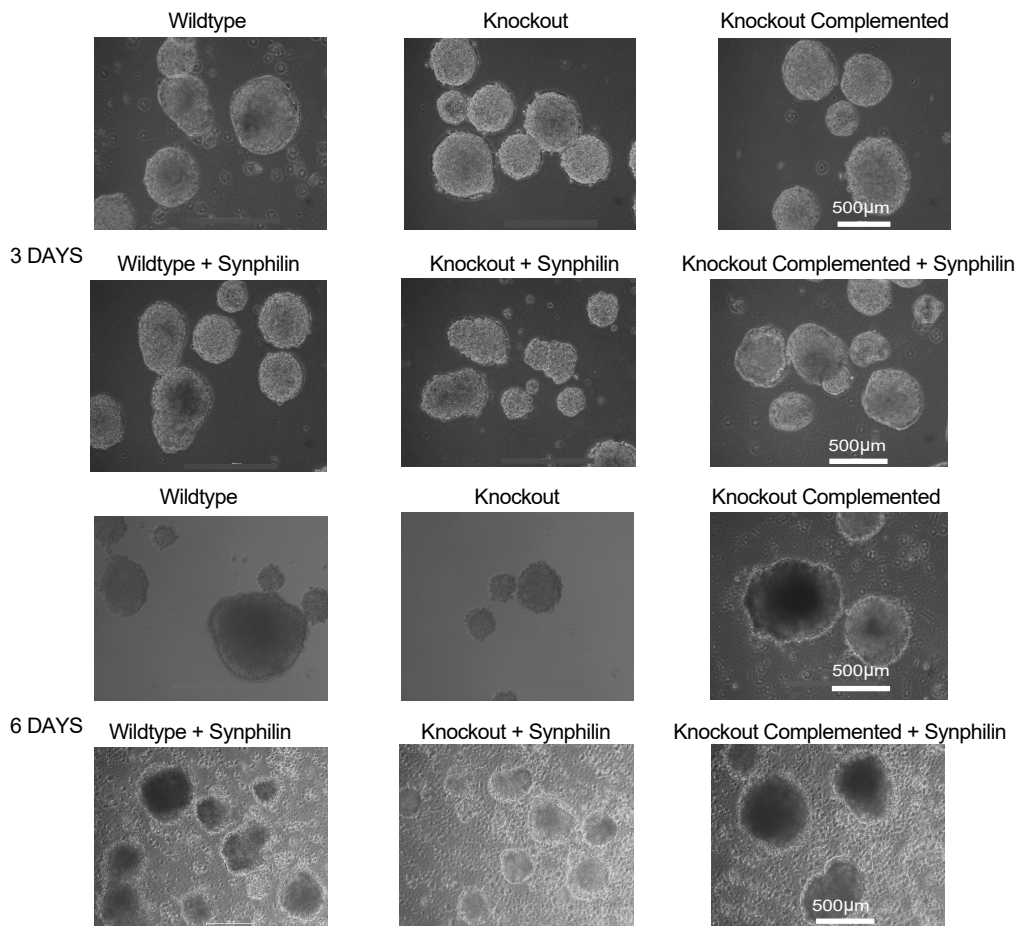 Wildtype
Knockout
Knockout Complemented
500µm
3 DAYS
Wildtype + Synphilin
Knockout + Synphilin
Knockout Complemented + Synphilin
500µm
Wildtype
Knockout
Knockout Complemented
500µm
6 DAYS
Wildtype + Synphilin
Knockout + Synphilin
Knockout Complemented + Synphilin
500µm